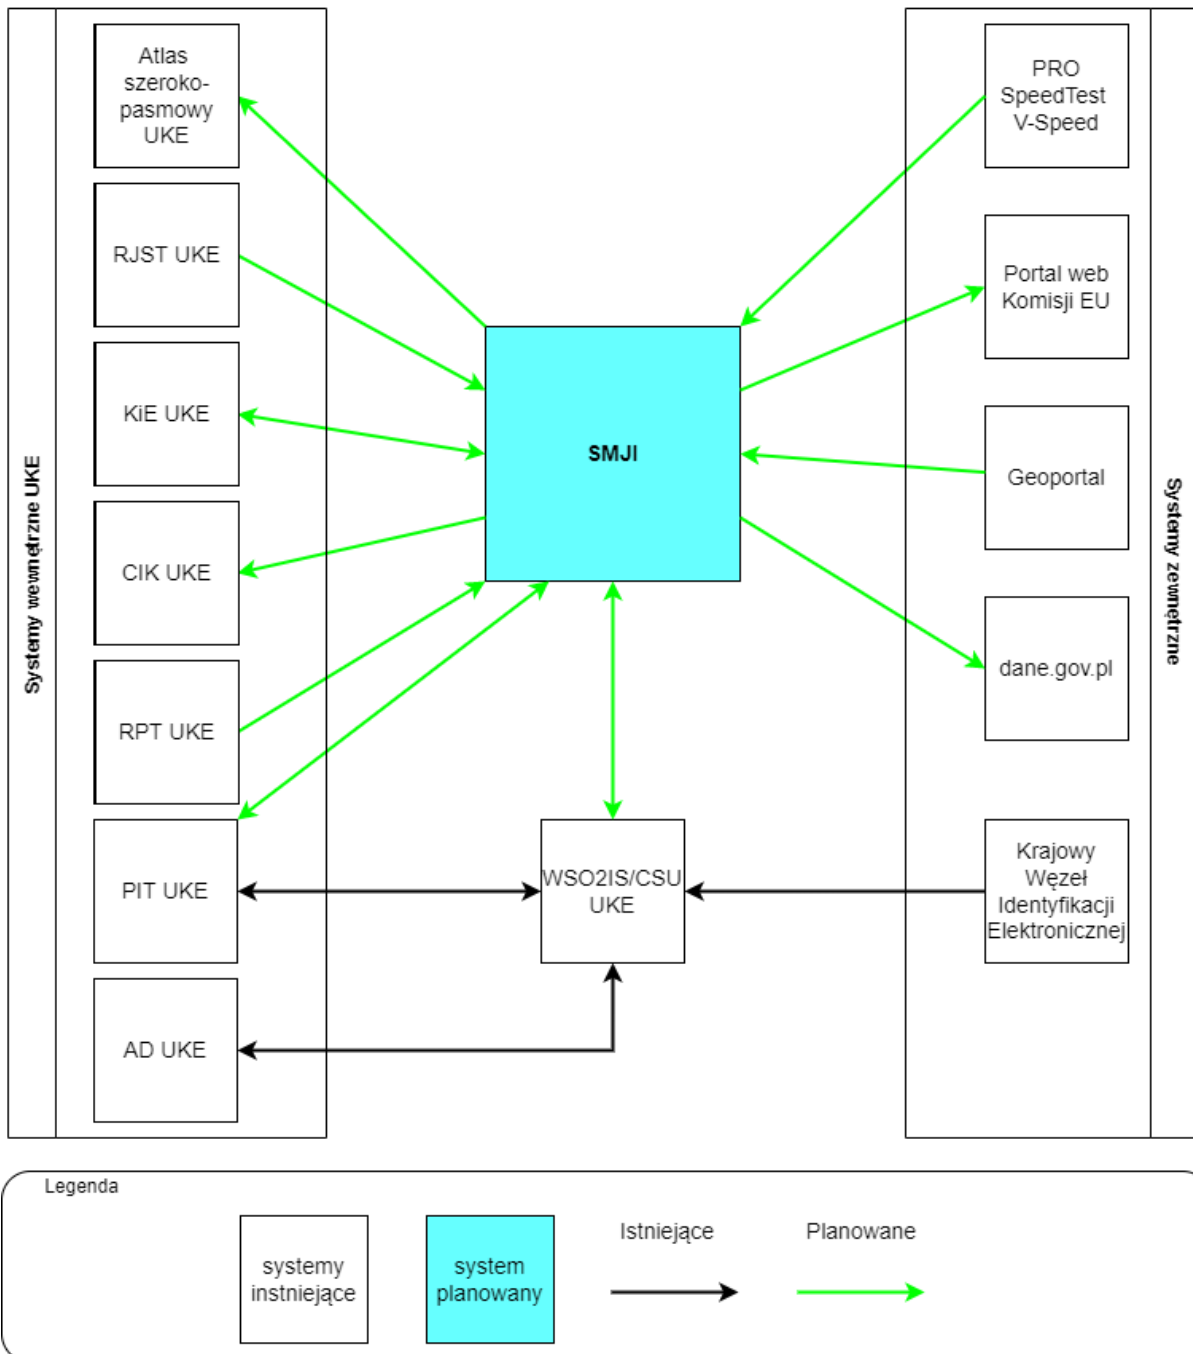 Systemy wewnętrzne UKE
Atlas
szeroko-
pasmowy
UKE
RJST UKE
KiE UKE
CIK UKE
RPT UKE
PIT UKE
AD UKE
SMJI
WSO2IS/CSU
UKE
PRO
SpeedTest
V-Speed
Portal web
Komisji EU
Geoportal
dane.gov.pl
Krajowy
Węzeł
Identyfikacji
Elektronicznej
Systemy zewnętrzne
Legenda
systemy
instniejące
system
planowany
Istniejące
Planowane